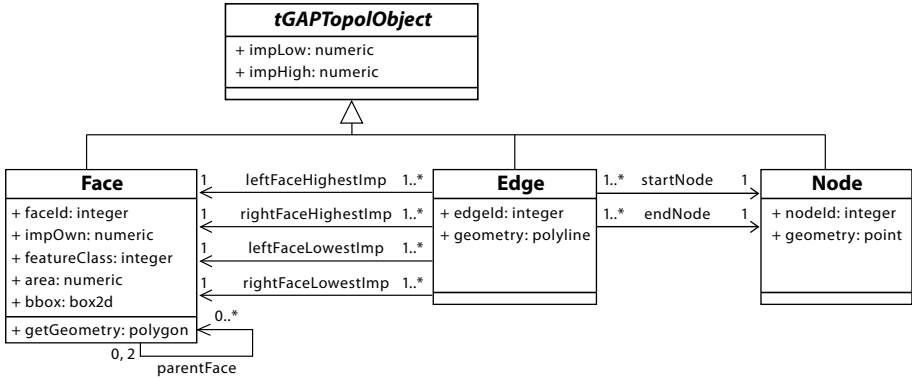 tGAPTopolObject
+ impLow: numeric
+ impHigh: numeric
Face
+ faceId: integer
+ impOwn: numeric
+ featureClass: integer
+ area: numeric
+ bbox: box2d
+ getGeometry: polygon
1 leftFaceHighestImp 1..*
1 rightFaceHighestImp 1..*
1 leftFaceLowestImp 1..*
1 rightFaceLowestImp 1..*
0..*
0, 2
parentFace
Edge
+ edgeId: integer
+ geometry: polyline
1..* startNode 1
1..* endNode 1
Node
+ nodeId: integer
+ geometry: point